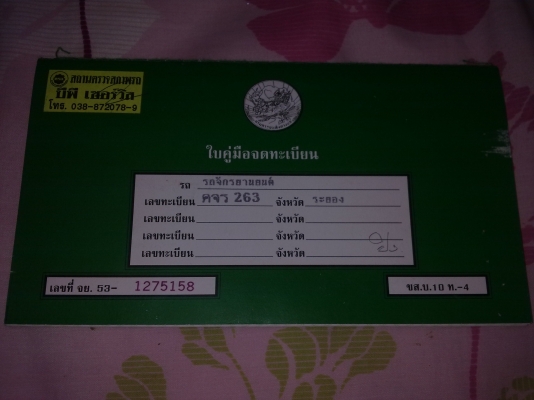 สถานตรวจสภาพรถ
บีพี เซอร์วิส
โทร. 038-872078-9
ใบคู่มือจดทะเบียน
รถ รถจักรยานยนต์
เลขทะเบียน คจร 263 จังหวัด ระยอง
เลขทะเบียน จังหวัด
เลขทะเบียน จังหวัด
เลขทะเบียน จังหวัด
เลขที่ จย. 53- 1275158
ขส.บ.10 ท.-4